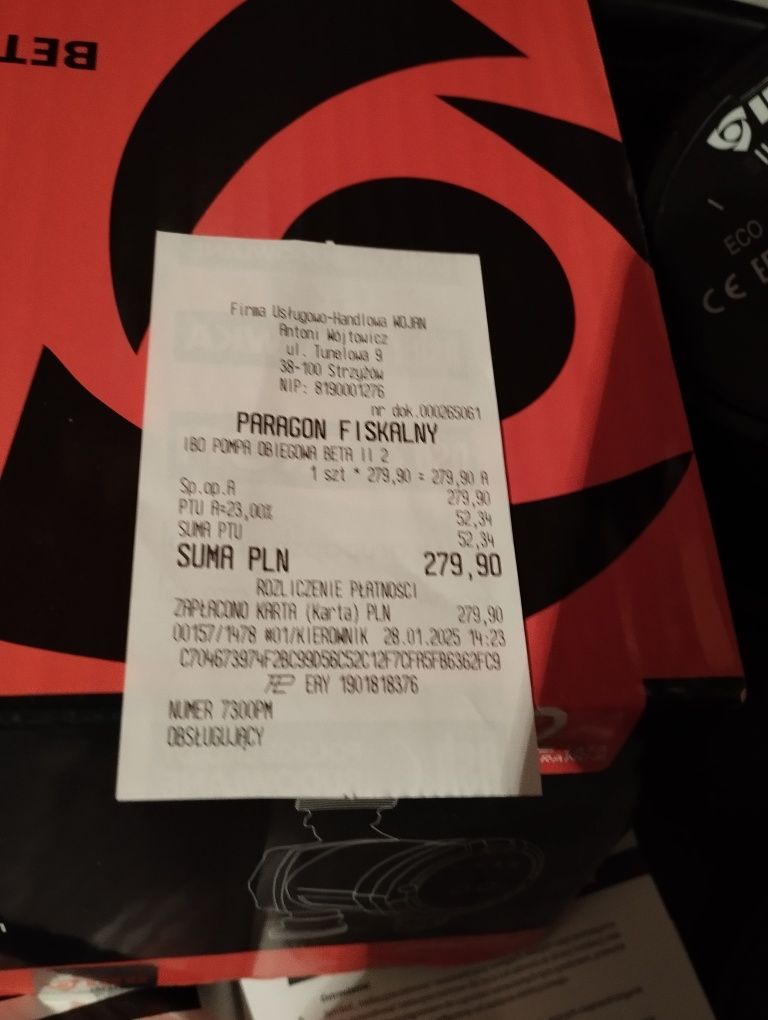 BET
ECO
CE
Firma Usługowo-Handlowa WOJAN
Antoni Wójtowicz
ul. Tunelowa 9
38-100 Strzyżów
NIP: 8190001276
nr dok.000265061
PARAGON FISKALNY
IBO POMPA OBIEGOWA BETA II 2
1 szt * 279,90 = 279,90 A
Sp.op.A 279,90
PTU A=23,00% 52,34
SUMA PTU 52,34
SUMA PLN 279,90
ROZLICZENIE PŁATNOŚCI
ZAPŁACONO KARTA (Karta) PLN 279,90
00157/1478 #01/KIEROWNIK 28.01.2025 14:23
C704673974F2BC99D56C52C12F7CFA5FB6362FC9
EAY 1901818376
NUMER 7300PM
OBSŁUGUJĄCY